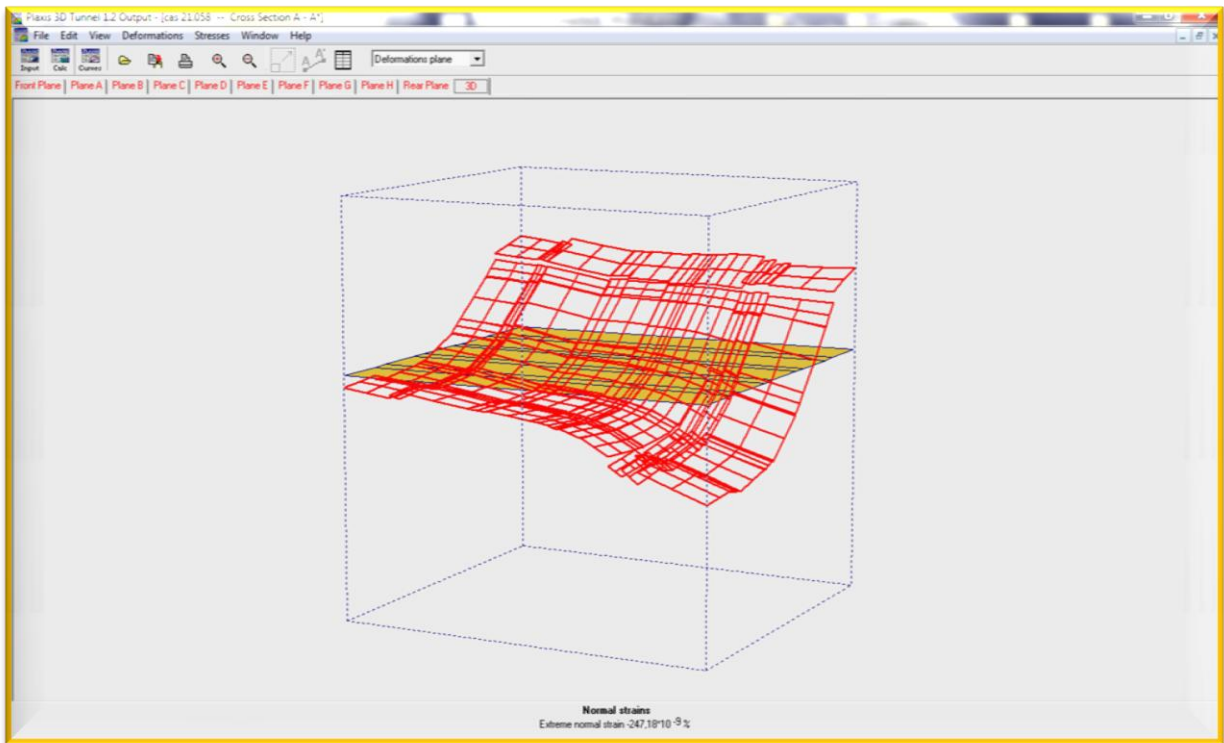 Plaxis 3D Tunnel 1.2 Output - [cas 21.058 -- Cross Section A - A*]
File Edit View Deformations Stresses Window Help
Input Calc Curves Deformations plane
Front Plane Plane A Plane B Plane C Plane D Plane E Plane F Plane G Plane H Rear Plane 3D
Normal strains
Extreme normal strain -247,18*10 -9 %